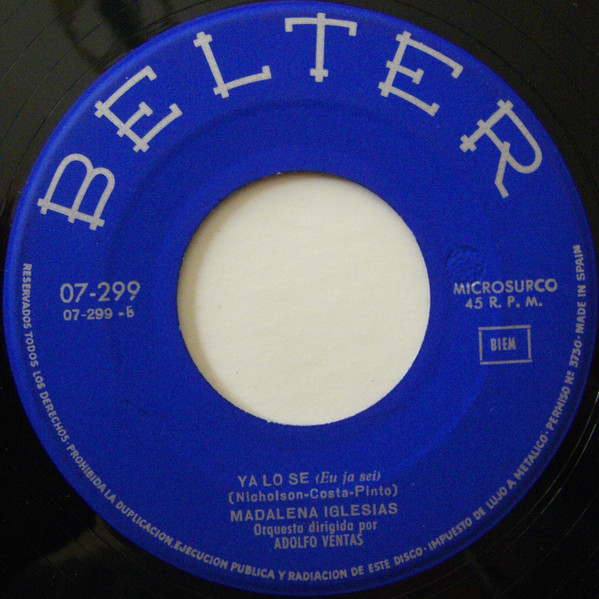 BELTER
07-299
07-299 -B
MICROSURCO
45 R. P. M.
BIEM
YA LO SE (Eu ja sei)
(Nicholson-Costa-Pinto)
MADALENA IGLESIAS
Orquesta dirigida por
ADOLFO VENTAS
RESERVADOS TODOS LOS DERECHOS·PROHIBIDA LA DUPLICACION, EJECUCION PUBLICA Y RADIACION DE ESTE DISCO·IMPUESTO DE LUJO A METALICO: PERMISO Nº 3730·MADE IN SPAIN